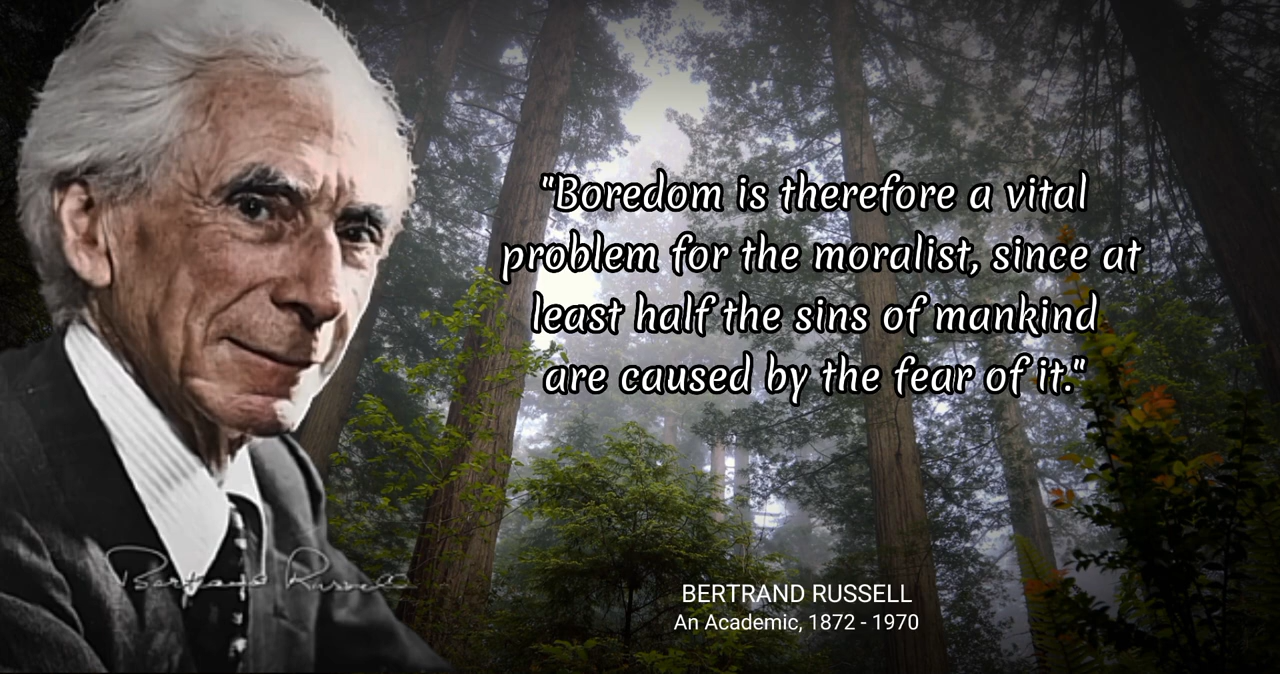 "Boredom is therefore a vital
problem for the moralist, since at
least half the sins of mankind
are caused by the fear of it."
Bertrand Russell
BERTRAND RUSSELL
An Academic, 1872 - 1970